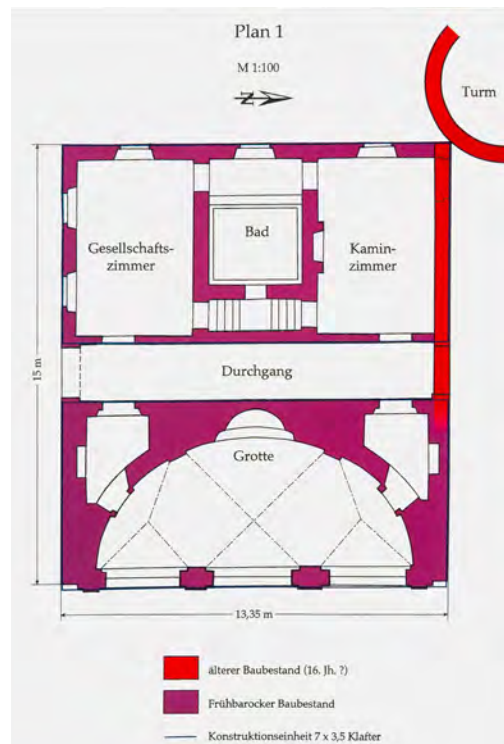 Plan 1
M 1:100
N
Turm
Gesellschafts-
zimmer
Bad
Kamin-
zimmer
15 m
Durchgang
Grotte
13,35 m
älterer Baubestand (16. Jh. ?)
Frühbarocker Baubestand
Konstruktionseinheit 7 x 3,5 Klafter